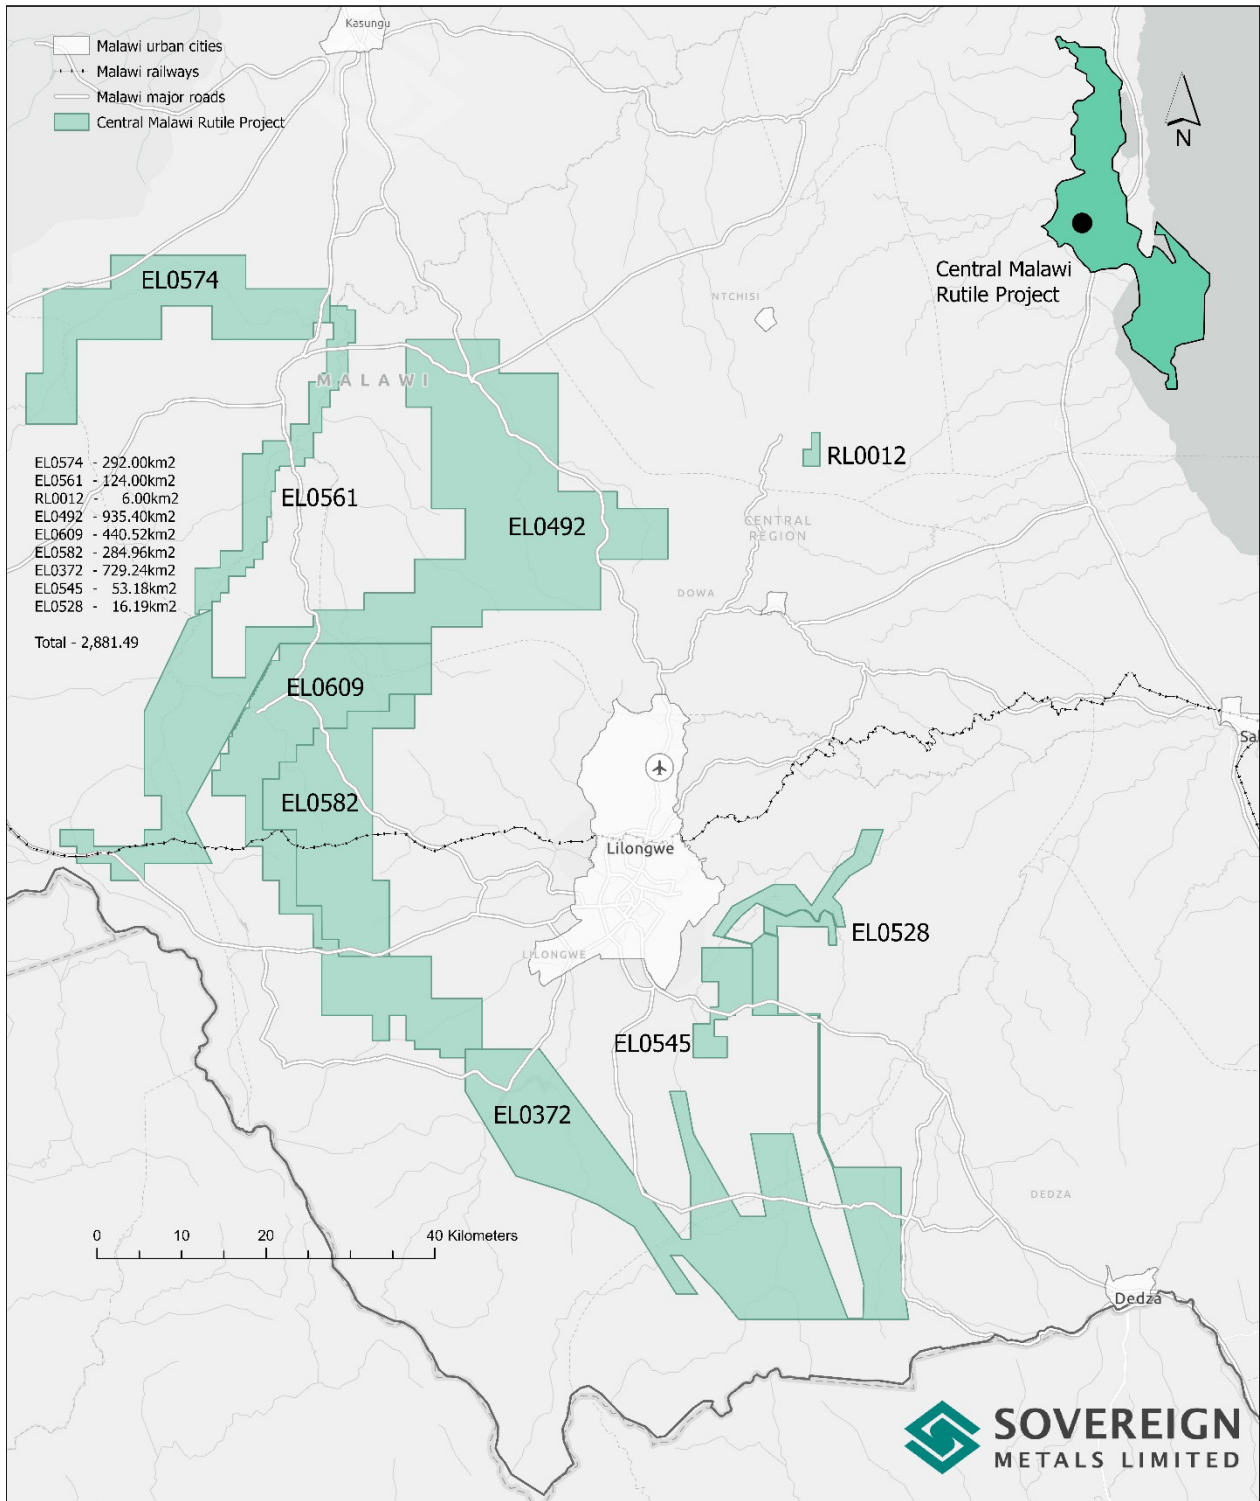 Kasungu
Malawi urban cities
Malawi railways
Malawi major roads
Central Malawi Rutile Project
N
Central Malawi
Rutile Project
EL0574
NTCHISI
MALAWI
RL0012
EL0574 - 292.00km2
EL0561 - 124.00km2
RL0012 - 6.00km2
EL0492 - 935.40km2
EL0609 - 440.52km2
EL0582 - 284.96km2
EL0372 - 729.24km2
EL0545 - 53.18km2
EL0528 - 16.19km2
Total - 2,881.49
EL0561
EL0492
CENTRAL
REGION
DOWA
EL0609
Sal
EL0582
Lilongwe
EL0528
LILONGWE
EL0545
EL0372
DEDZA
0 10 20 40 Kilometers
Dedza
SOVEREIGN
METALS LIMITED